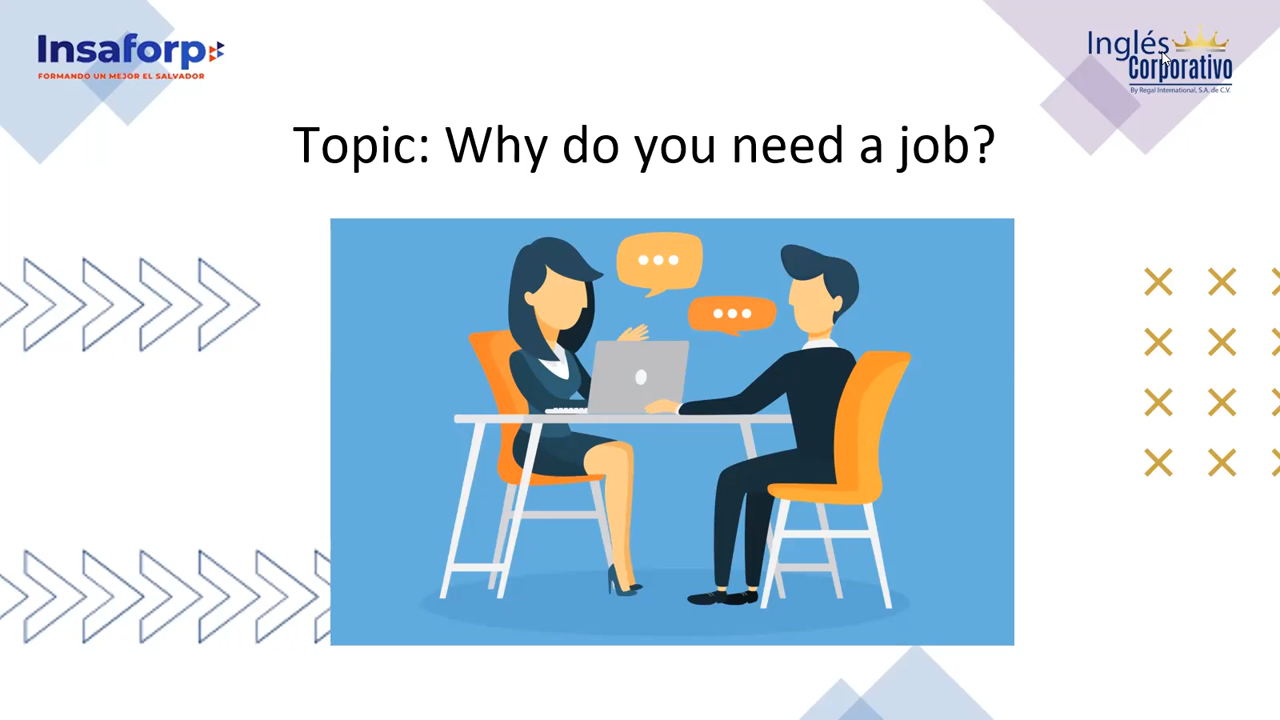 Insaforp
FORMANDO UN MEJOR EL SALVADOR
Inglés
Corporativo
By Regal International, S.A. de C.V.
Topic: Why do you need a job?